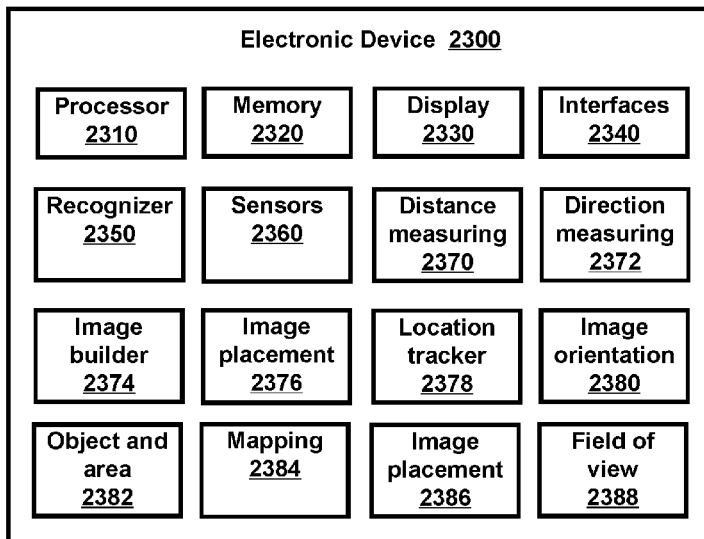 Electronic Device 2300
Processor
2310
Memory
2320
Display
2330
Interfaces
2340
Recognizer
2350
Sensors
2360
Distance
measuring
2370
Direction
measuring
2372
Image
builder
2374
Image
placement
2376
Location
tracker
2378
Image
orientation
2380
Object and
area
2382
Mapping
2384
Image
placement
2386
Field of
view
2388